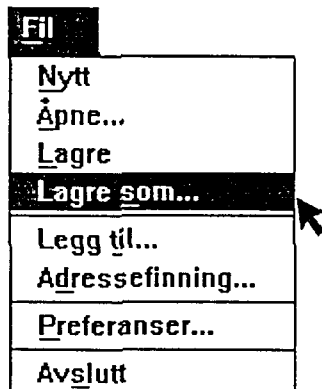 Fil
Nytt
Åpne...
Lagre
Lagre som...
Legg til...
Adressefinning...
Preferanser...
Avslutt